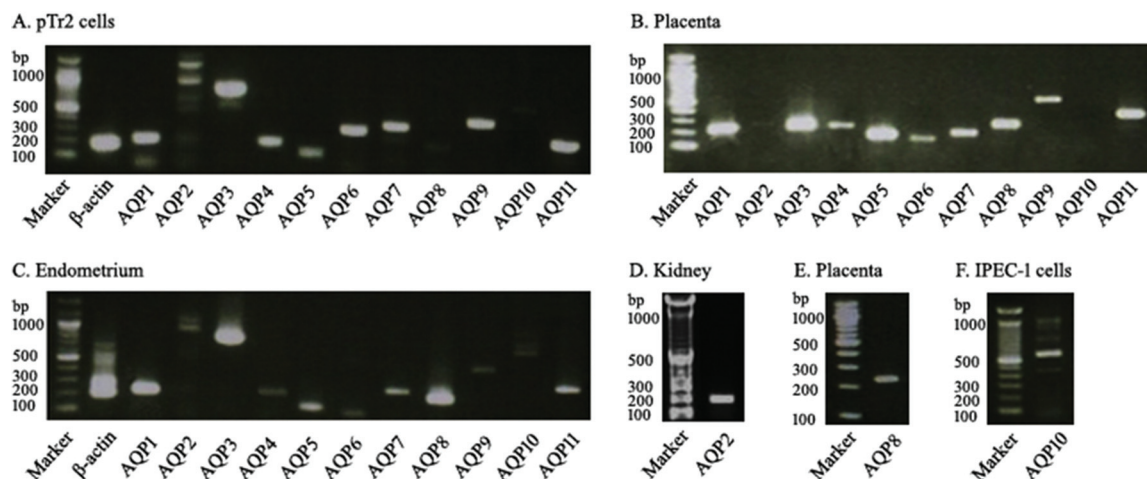 A. pTr2 cells
bp
1000
500
300
200
100
Marker
β-actin
AQP1
AQP2
AQP3
AQP4
AQP5
AQP6
AQP7
AQP8
AQP9
AQP10
AQP11
B. Placenta
bp
1000
500
300
200
100
Marker
AQP1
AQP2
AQP3
AQP4
AQP5
AQP6
AQP7
AQP8
AQP9
AQP10
AQP11
C. Endometrium
bp
1000
500
300
200
100
Marker
β-actin
AQP1
AQP2
AQP3
AQP4
AQP5
AQP6
AQP7
AQP8
AQP9
AQP10
AQP11
D. Kidney
bp
1000
500
300
200
100
Marker
AQP2
E. Placenta
bp
1000
500
300
200
100
Marker
AQP8
F. IPEC-1 cells
bp
1000
500
300
200
100
Marker
AQP10